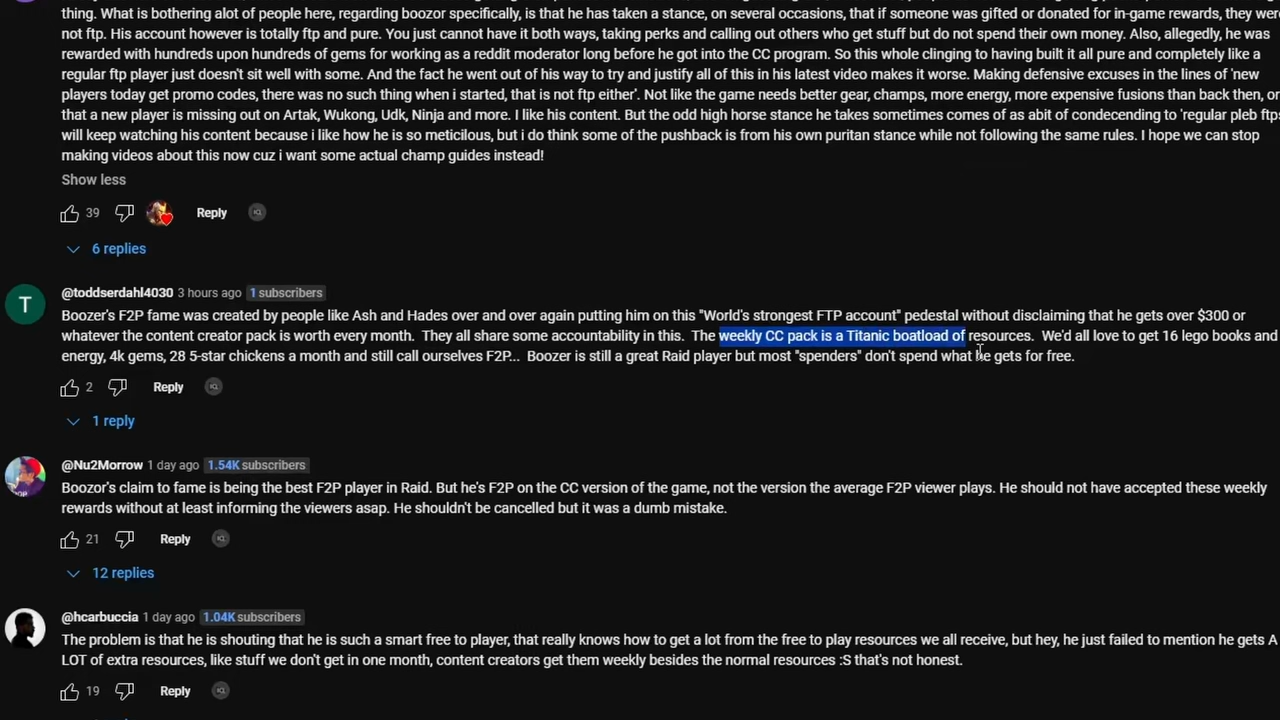 thing. What is bothering alot of people here, regarding boozor specifically, is that he has taken a stance, on several occasions, that if someone was gifted or donated for in-game rewards, they were
not ftp. His account however is totally ftp and pure. You just cannot have it both ways, taking perks and calling out others who get stuff but do not spend their own money. Also, allegedly, he was
rewarded with hundreds upon hundreds of gems for working as a reddit moderator long before he got into the CC program. So this whole clinging to having built it all pure and completely like a
regular ftp player just doesn't sit well with some. And the fact he went out of his way to try and justify all of this in his latest video makes it worse. Making defensive excuses in the lines of 'new
players today get promo codes, there was no such thing when i started, that is not ftp either'. Not like the game needs better gear, champs, more energy, more expensive fusions than back then, or
that a new player is missing out on Artak, Wukong, Udk, Ninja and more. I like his content. But the odd high horse stance he takes sometimes comes of as abit of condecending to 'regular pleb ftps
will keep watching his content because i like how he is so meticilous, but i do think some of the pushback is from his own puritan stance while not following the same rules. I hope we can stop
making videos about this now cuz i want some actual champ guides instead!
Show less
39 Reply
6 replies
T
@toddserdahl4030 3 hours ago 1 subscribers
Boozer's F2P fame was created by people like Ash and Hades over and over again putting him on this "World's strongest FTP account" pedestal without disclaiming that he gets over $300 or
whatever the content creator pack is worth every month. They all share some accountability in this. The weekly CC pack is a Titanic boatload of resources. We'd all love to get 16 lego books and
energy, 4k gems, 28 5-star chickens a month and still call ourselves F2P... Boozer is still a great Raid player but most "spenders" don't spend what he gets for free.
2 Reply
1 reply
@Nu2Morrow 1 day ago 1.54K subscribers
Boozor's claim to fame is being the best F2P player in Raid. But he's F2P on the CC version of the game, not the version the average F2P viewer plays. He should not have accepted these weekly
rewards without at least informing the viewers asap. He shouldn't be cancelled but it was a dumb mistake.
21 Reply
12 replies
@hcarbuccia 1 day ago 1.04K subscribers
The problem is that he is shouting that he is such a smart free to player, that really knows how to get a lot from the free to play resources we all receive, but hey, he just failed to mention he gets A
LOT of extra resources, like stuff we don't get in one month, content creators get them weekly besides the normal resources :S that's not honest.
19 Reply